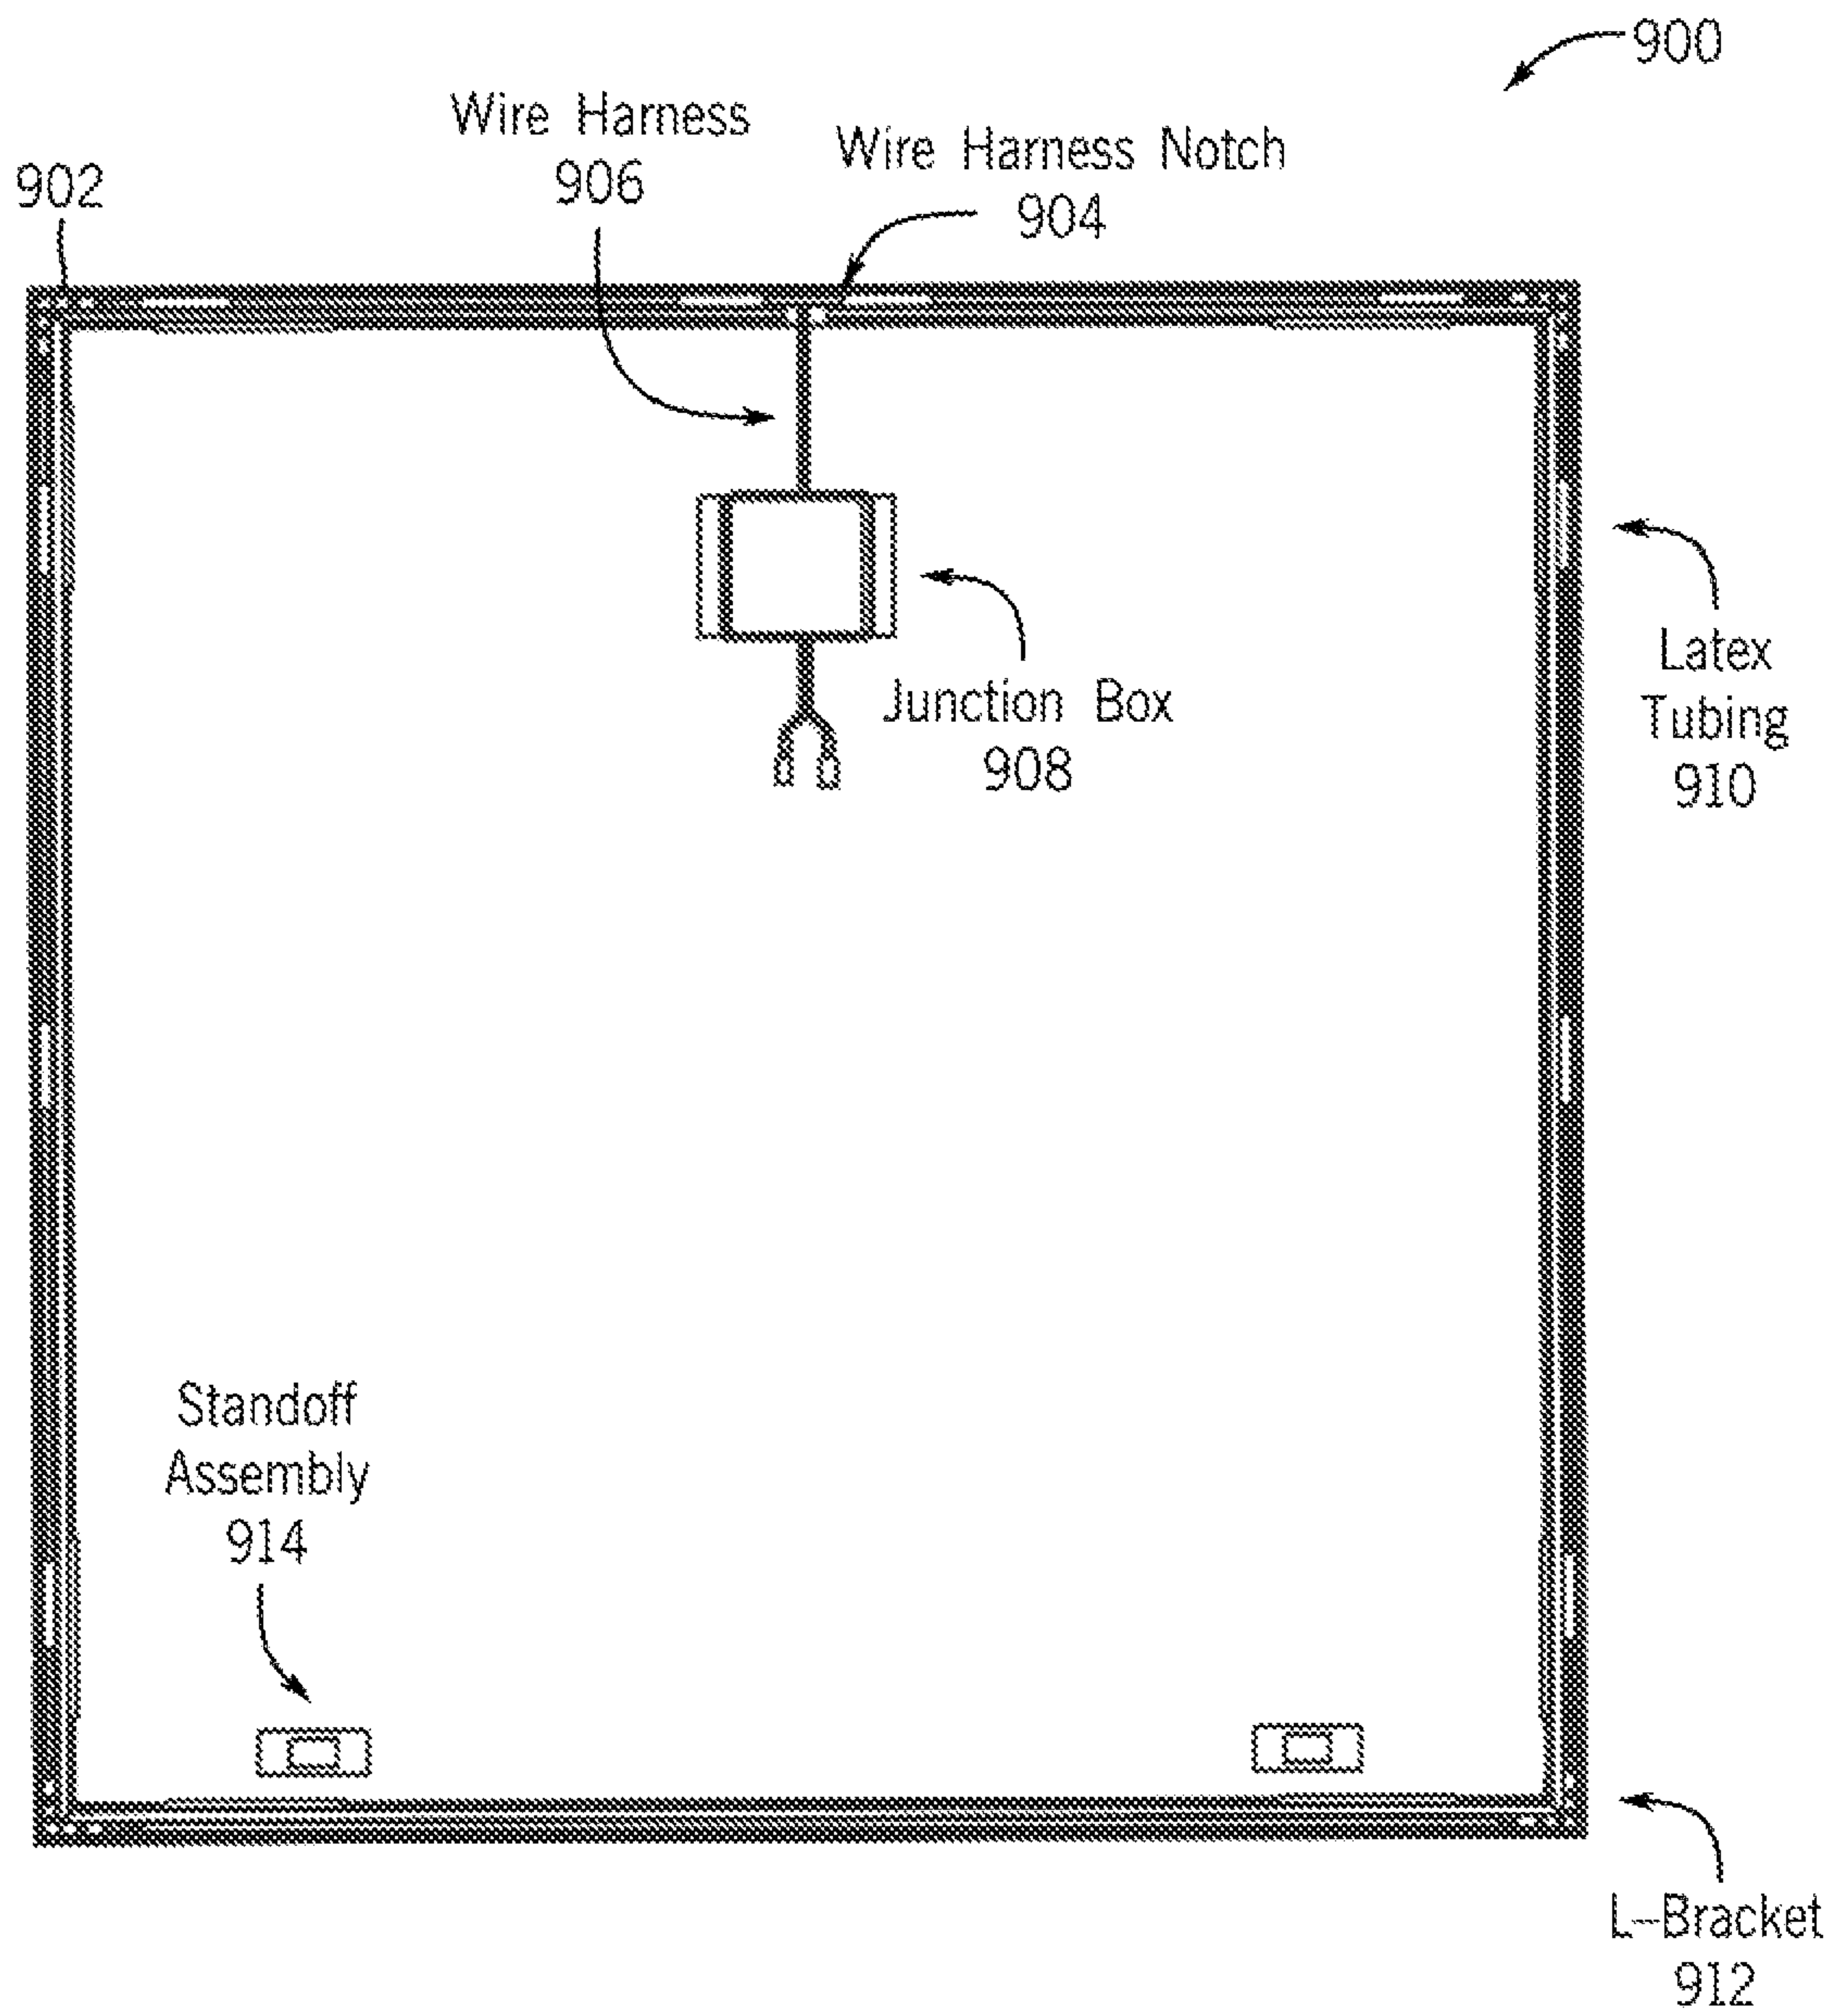 900
Wire Harness
906
Wire Harness Notch
904
902
Junction Box
908
Latex
Tubing
910
Standoff
Assembly
914
L-Bracket
912